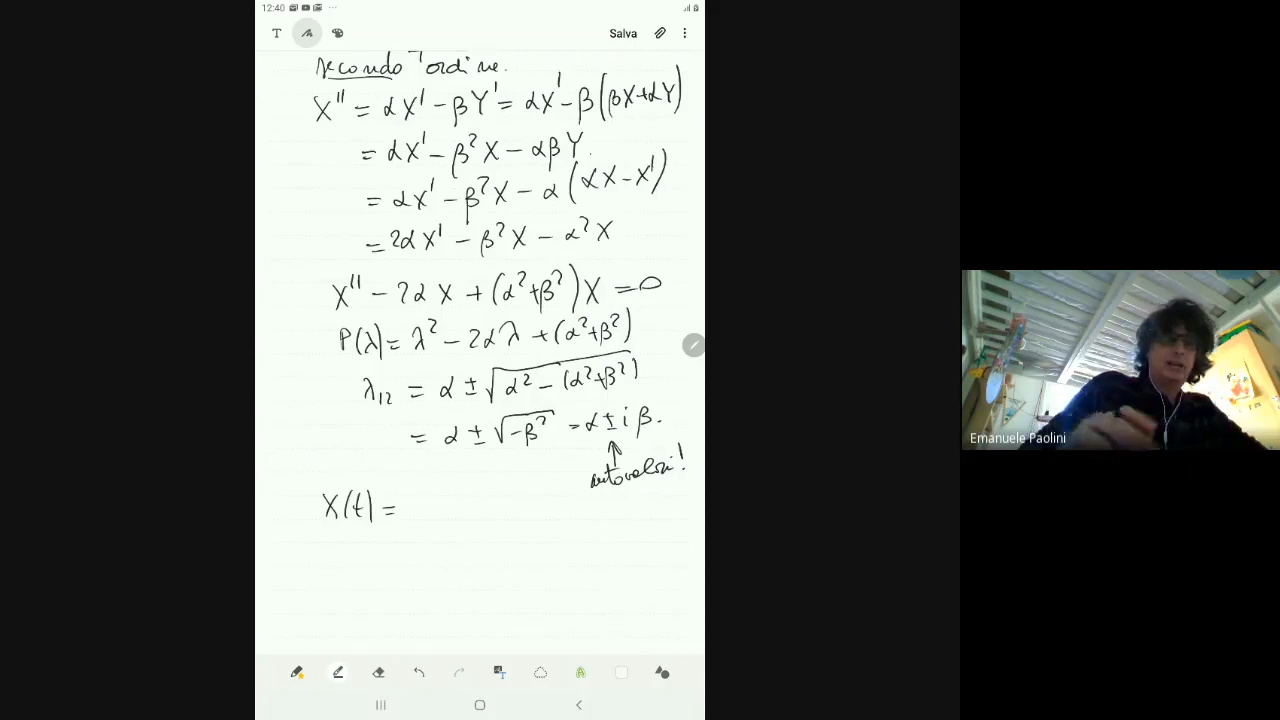 12:40
T
Salva
secondo ordine.
X'' = αX' - βY' = αX' - β(βX+αY)
= αX' - β²X - αβY.
= αX' - β²X - α(αX - X')
= 2αX' - β²X - α²X
X'' - 2αX + (α²+β²)X = 0
P(λ) = λ² - 2αλ + (α²+β²)
λ₁₂ = α ± √(α² - (α²+β²))
= α ± √(-β²) = α ± iβ.
autovalori!
X(t) =
Emanuele Paolini